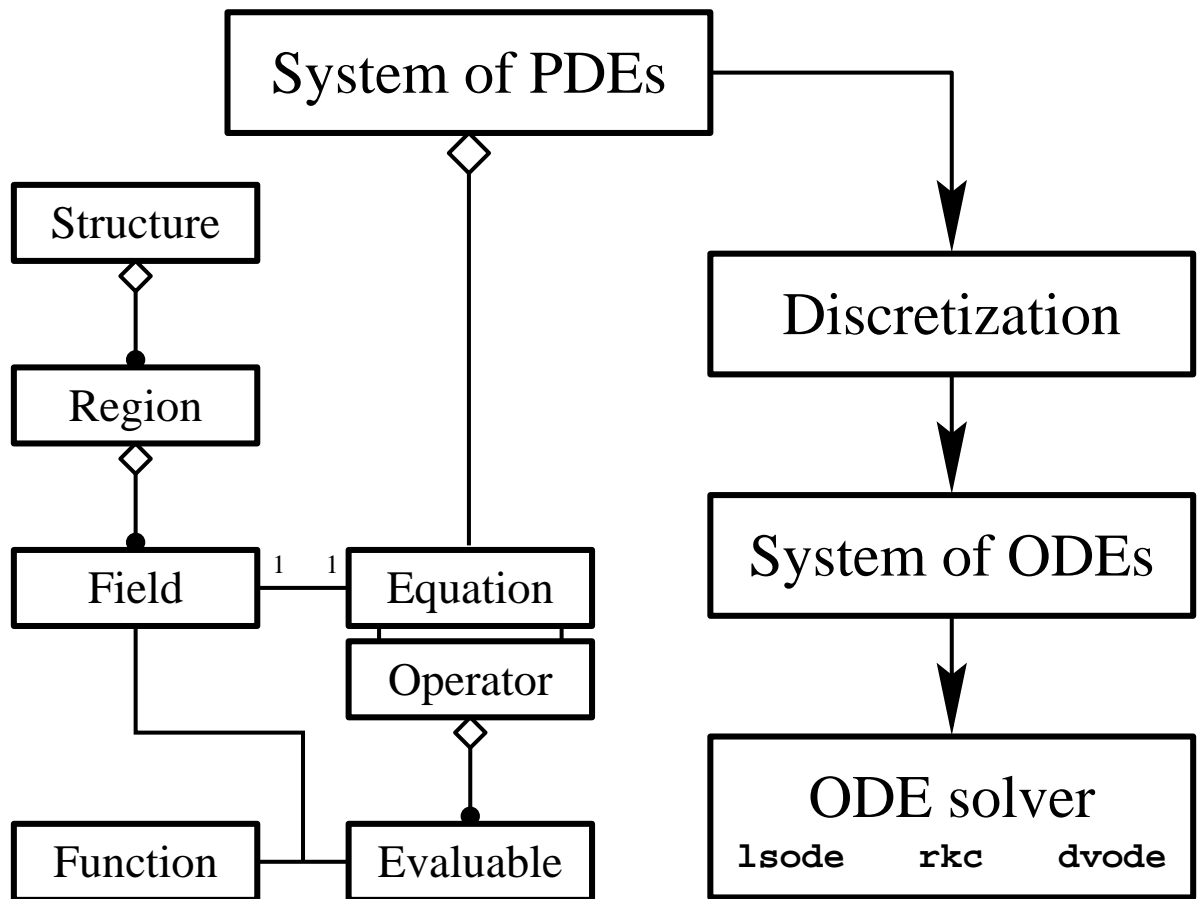 System of PDEs
Structure
Discretization
Region
System of ODEs
Field
1 1
Equation
Operator
ODE solver
lsode rkc dvode
Function
Evaluable